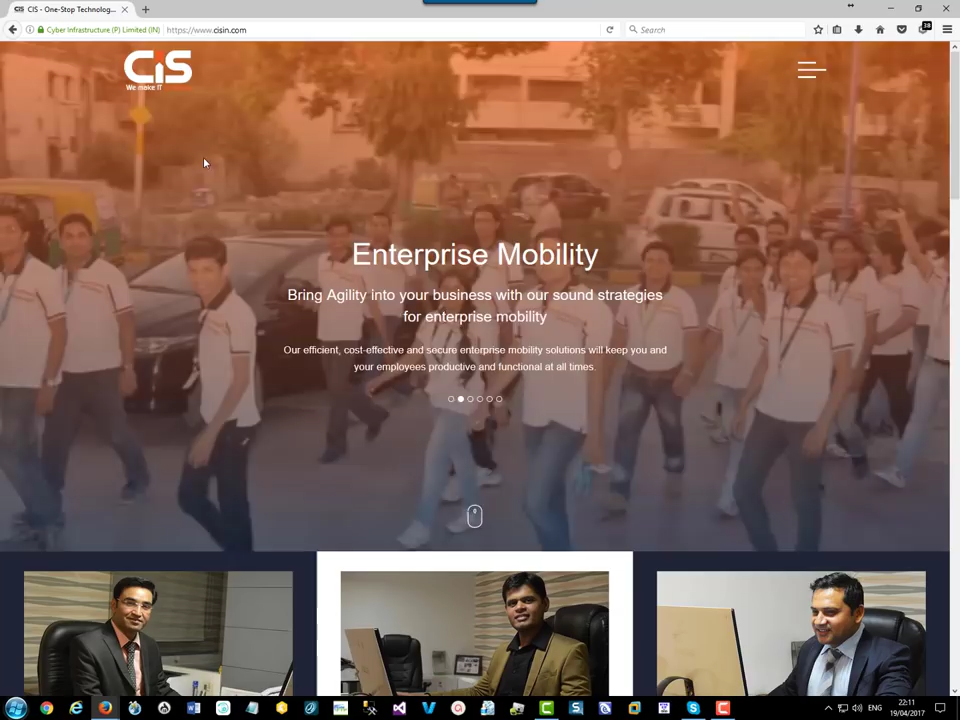 CIS - One-Stop Technolog...
Cyber Infrastructure (P) Limited (IN)
https://www.cisin.com
Search
38
CiS
We make IT
Enterprise Mobility
Bring Agility into your business with our sound strategies
for enterprise mobility
Our efficient, cost-effective and secure enterprise mobility solutions will keep you and
your employees productive and functional at all times.
ENG
22:11
19/04/2017